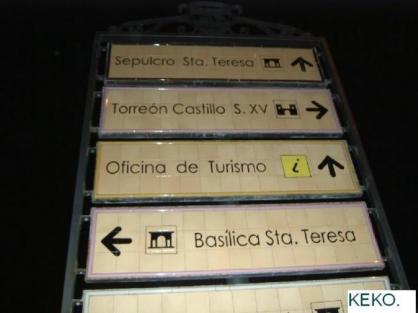 Sepulcro Sta. Teresa
Torreón Castillo S. XV
Oficina de Turismo i
Basílica Sta. Teresa
KEKO.